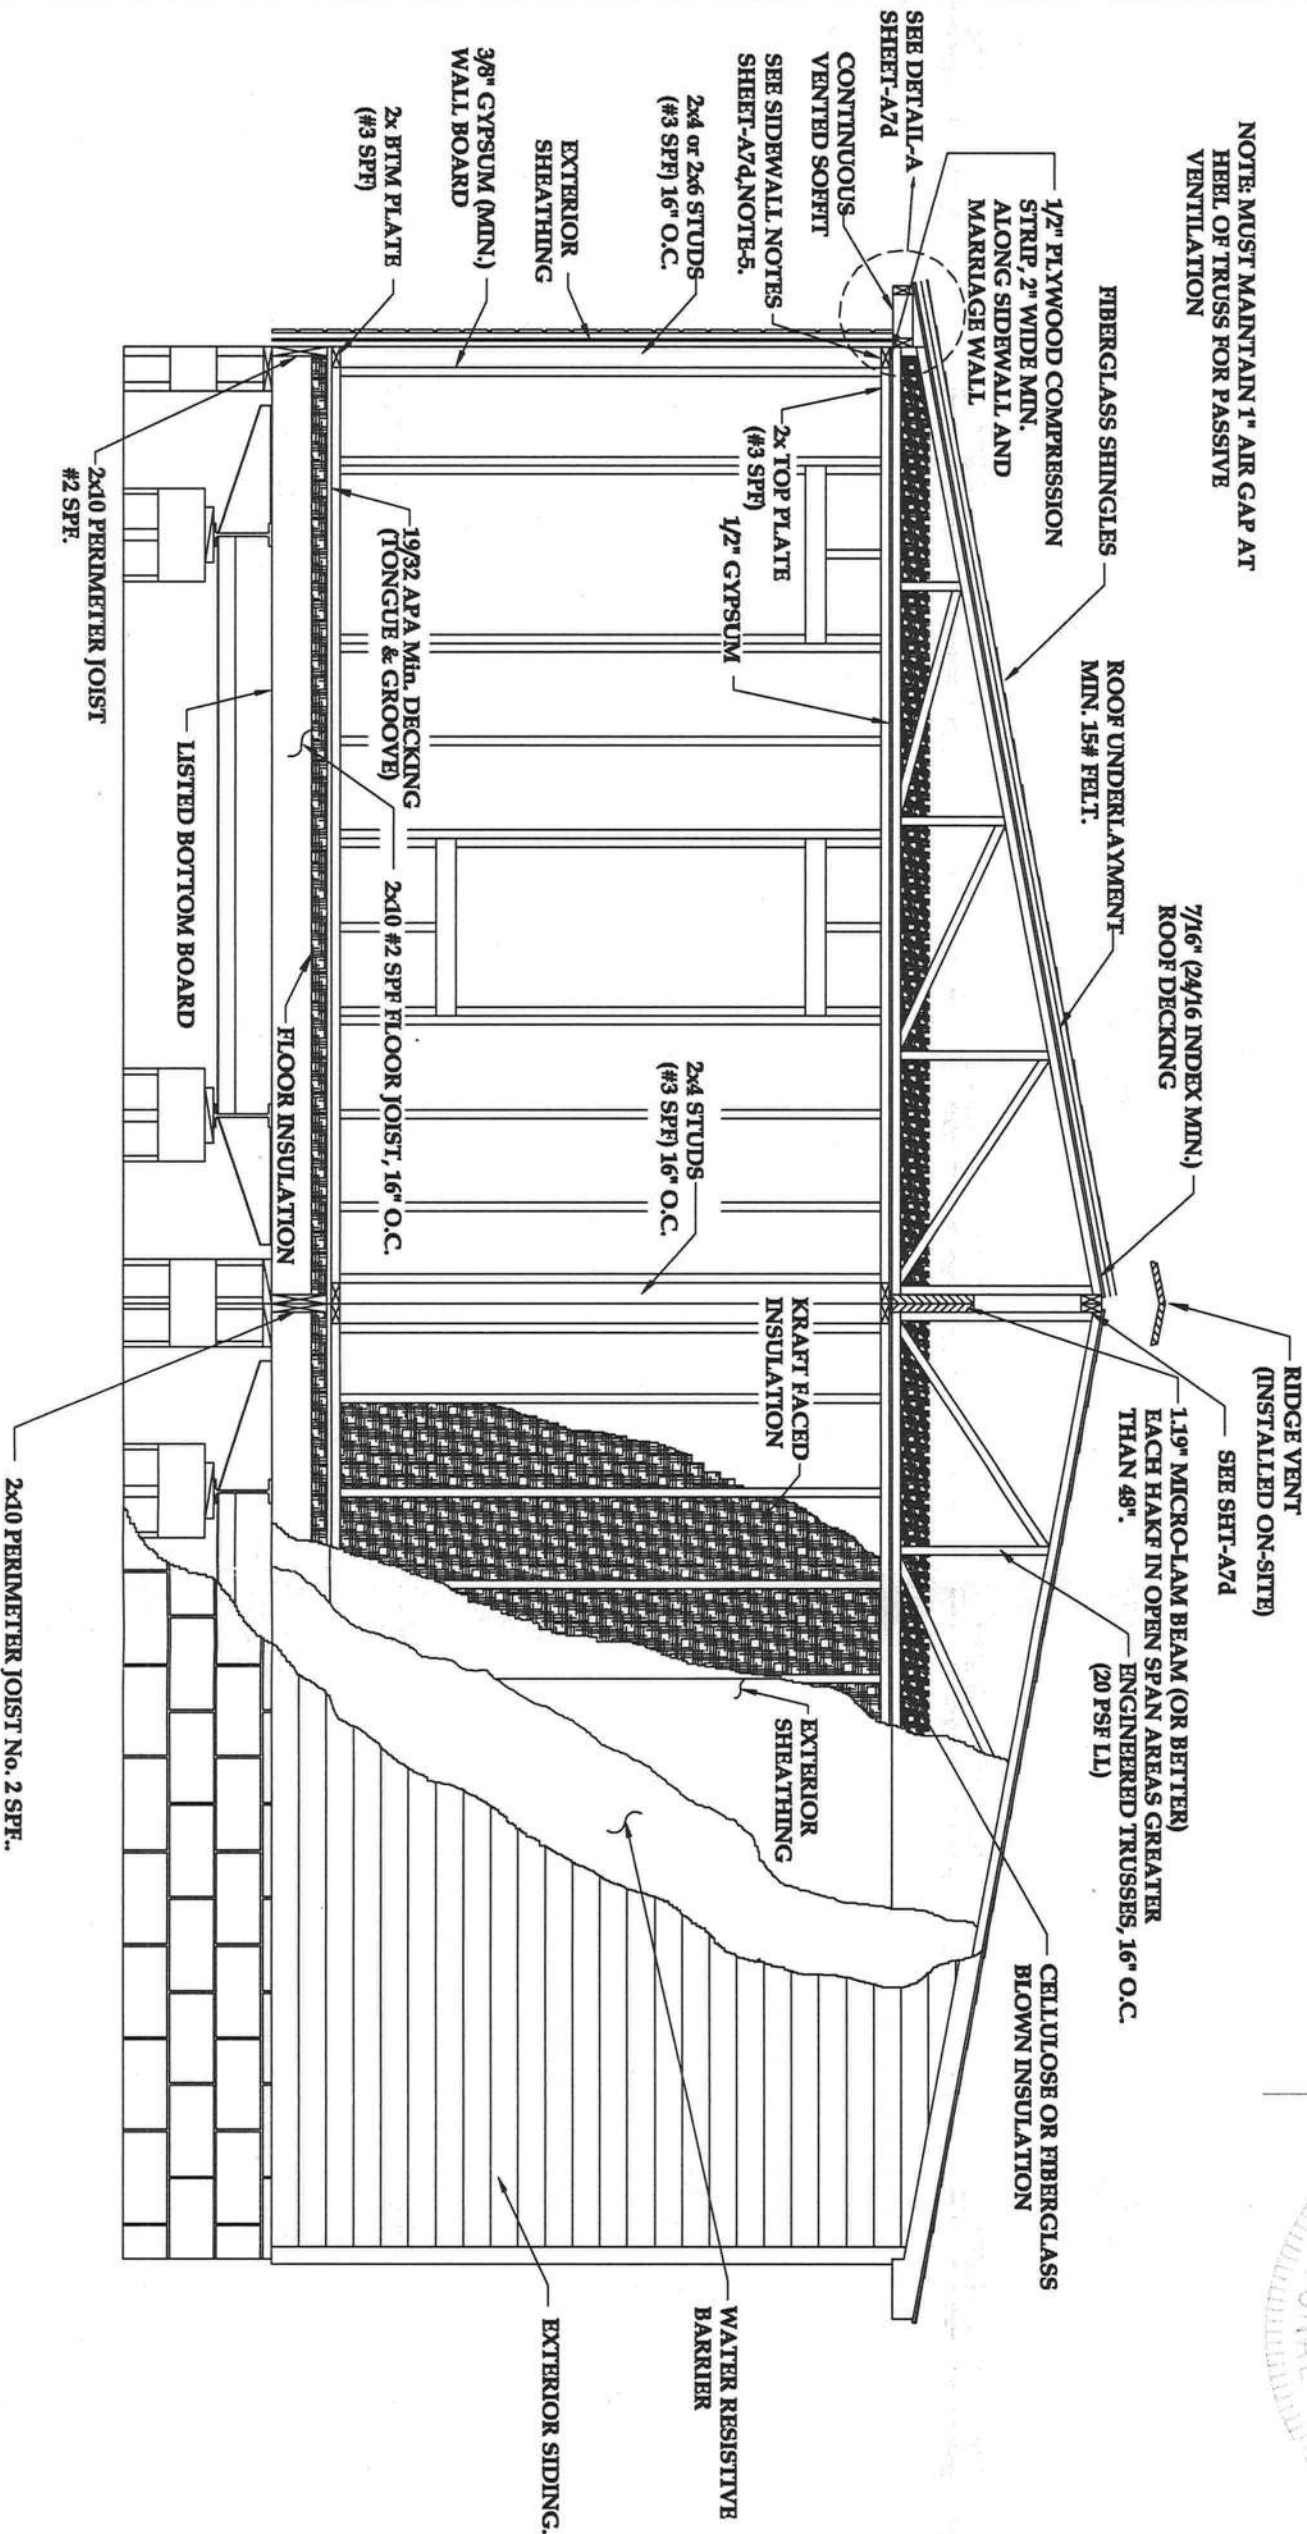 NOTE: MUST MAINTAIN 1" AIR GAP AT
HEEL OF TRUSS FOR PASSIVE
VENTILATION
SEE DETAIL-A
SHEET-A7d
CONTINUOUS
VENTED SOFFIT
SEE SIDEWALL NOTES
SHEET-A7d,NOTE-5.
2x4 or 2x6 STUDS
(#3 SPF) 16" O.C.
EXTERIOR
SHEATHING
3/8" GYPSUM (MIN.)
WALL BOARD
2x BTM PLATE
(#3 SPF)
1/2" PLYWOOD COMPRESSION
STRIP, 2" WIDE MIN.
ALONG SIDEWALL AND
MARRIAGE WALL
FIBERGLASS SHINGLES
ROOF UNDERLAYMENT
MIN. 15# FELT.
7/16" (24/16 INDEX MIN.)
ROOF DECKING
RIDGE VENT
(INSTALLED ON-SITE)
SEE SHT-A7d
1.19" MICRO-LAM BEAM (OR BETTER)
EACH HAKF IN OPEN SPAN AREAS GREATER
THAN 48".
ENGINEERED TRUSSES, 16" O.C.
(20 PSF LL)
CELLULOSE OR FIBERGLASS
BLOWN INSULATION
2x TOP PLATE
(#3 SPF)
1/2" GYPSUM
2x4 STUDS
(#3 SPF) 16" O.C.
KRAFT FACED
INSULATION
EXTERIOR
SHEATHING
WATER RESISTIVE
BARRIER
EXTERIOR SIDING.
19/32 APA Min. DECKING
(TONGUE & GROOVE)
2x10 #2 SPF FLOOR JOIST, 16" O.C.
FLOOR INSULATION
LISTED BOTTOM BOARD
2x10 PERIMETER JOIST
#2 SPF.
2x10 PERIMETER JOIST No. 2 SPF..